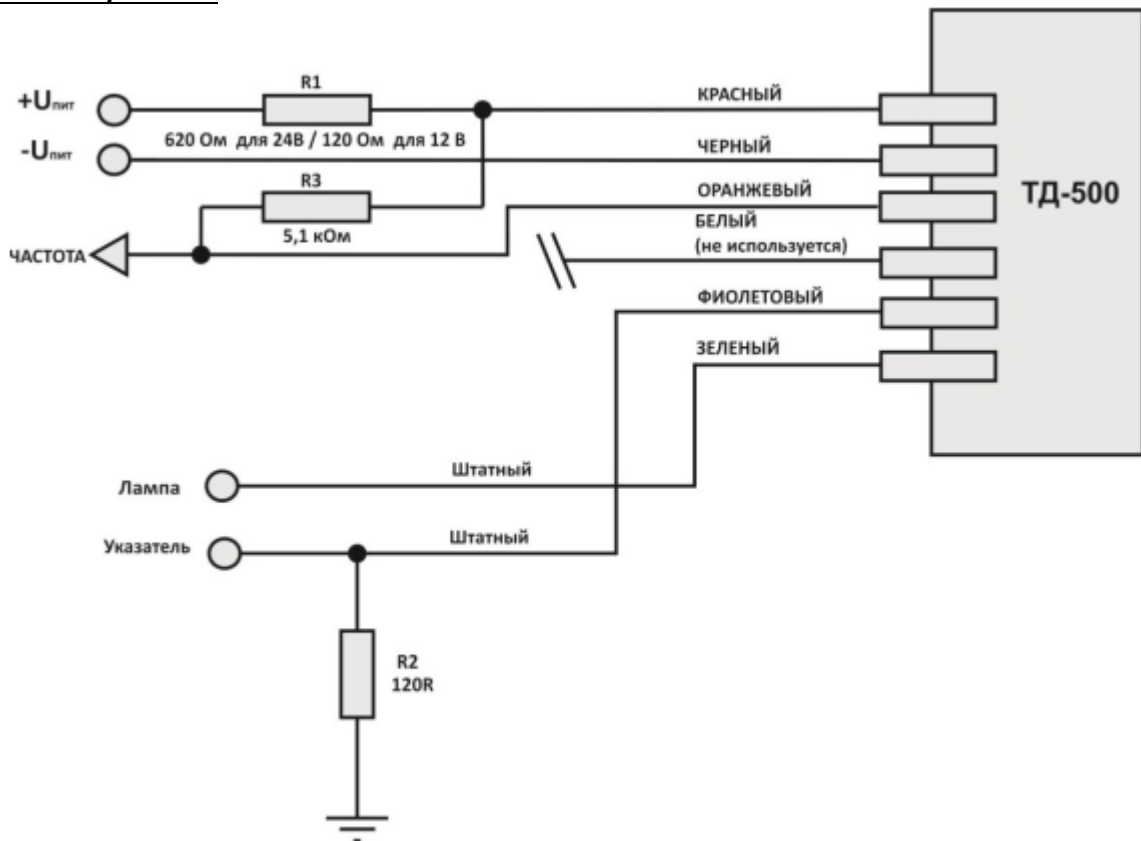 R1
+Uпит
КРАСНЫЙ
620 Ом для 24В / 120 Ом для 12 В
-Uпит
ЧЕРНЫЙ
R3
ОРАНЖЕВЫЙ
ТД-500
5,1 кОм
БЕЛЫЙ
(не используется)
ЧАСТОТА
ФИОЛЕТОВЫЙ
ЗЕЛЕНЫЙ
Лампа
Штатный
Указатель
Штатный
R2
120R